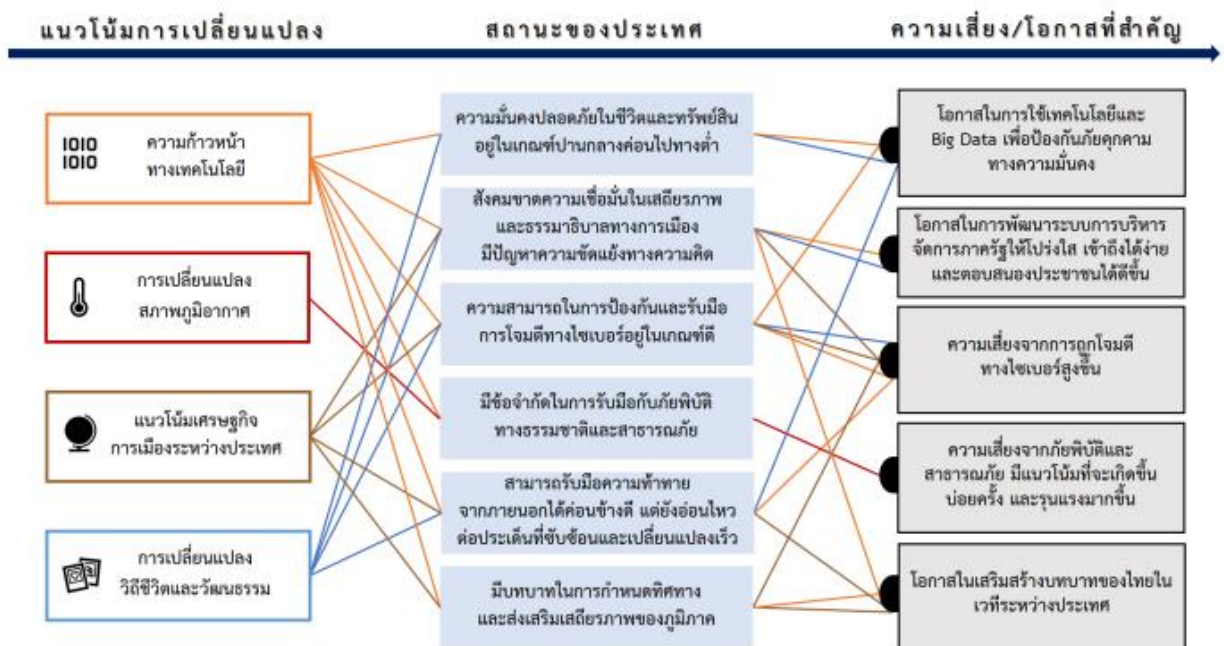 แนวโน้มการเปลี่ยนแปลง
สถานะของประเทศ
ความเสี่ยง/โอกาสที่สำคัญ
1010
1010
ความก้าวหน้า
ทางเทคโนโลยี
การเปลี่ยนแปลง
สภาพภูมิอากาศ
แนวโน้มเศรษฐกิจ
การเมืองระหว่างประเทศ
การเปลี่ยนแปลง
วิถีชีวิตและวัฒนธรรม
ความมั่นคงปลอดภัยในชีวิตและทรัพย์สิน
อยู่ในเกณฑ์ปานกลางค่อนไปทางต่ำ
สังคมขาดความเชื่อมั่นในเสถียรภาพ
และธรรมาธิบาลทางการเมือง
มีปัญหาความขัดแย้งทางความคิด
ความสามารถในการป้องกันและรับมือ
การโจมตีทางไซเบอร์อยู่ในเกณฑ์ดี
มีข้อจำกัดในการรับมือกับภัยพิบัติ
ทางธรรมชาติและสาธารณภัย
สามารถรับมือความท้าทาย
จากภายนอกได้ค่อนข้างดี แต่ยังอ่อนไหว
ต่อประเด็นที่ซับซ้อนและเปลี่ยนแปลงเร็ว
มีบทบาทในการกำหนดทิศทาง
และส่งเสริมเสถียรภาพของภูมิภาค
โอกาสในการใช้เทคโนโลยีและ
Big Data เพื่อป้องกันภัยคุกคาม
ทางความมั่นคง
โอกาสในการพัฒนาระบบการบริหาร
จัดการภาครัฐให้โปร่งใส เข้าถึงได้ง่าย
และตอบสนองประชาชนได้ดีขึ้น
ความเสี่ยงจากการถูกโจมตี
ทางไซเบอร์สูงขึ้น
ความเสี่ยงจากภัยพิบัติและ
สาธารณภัย มีแนวโน้มที่จะเกิดขึ้น
บ่อยครั้ง และรุนแรงมากขึ้น
โอกาสในเสริมสร้างบทบาทของไทยใน
เวทีระหว่างประเทศ